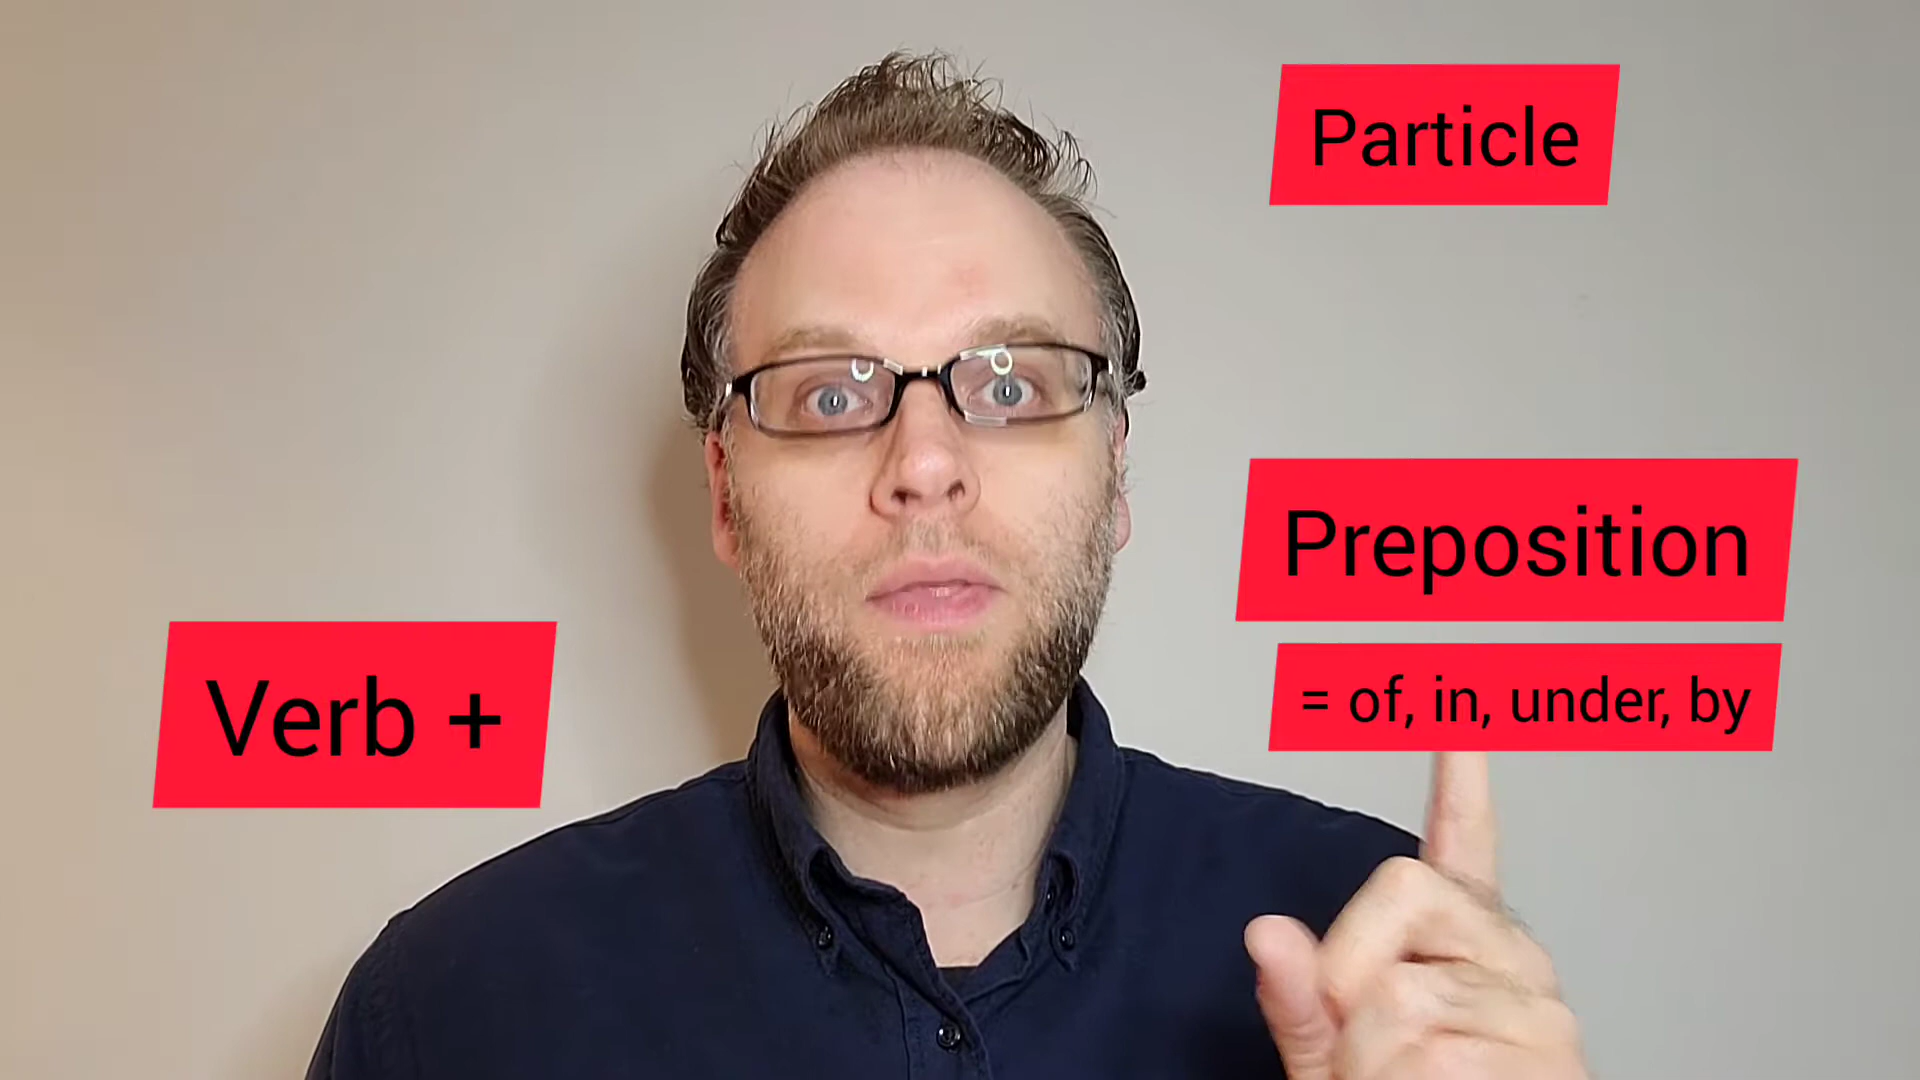 Particle
Preposition
= of, in, under, by
Verb +